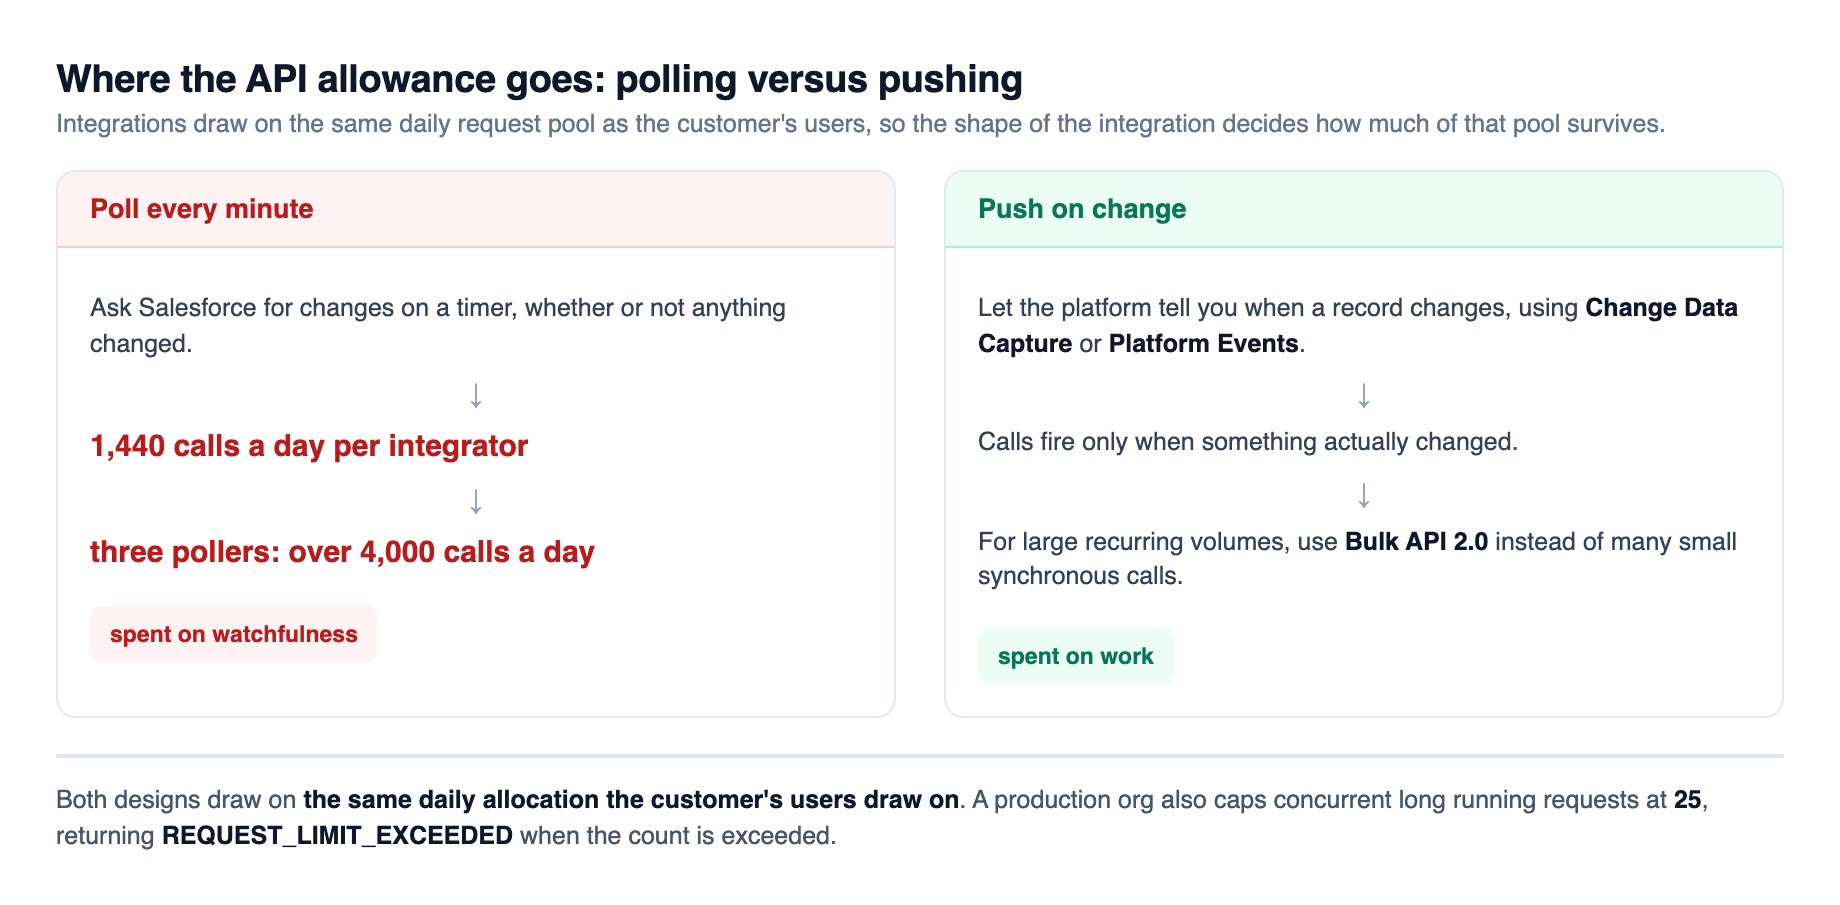 Where the API allowance goes: polling versus pushing
Integrations draw on the same daily request pool as the customer's users, so the shape of the integration decides how much of that pool survives.
Poll every minute
Ask Salesforce for changes on a timer, whether or not anything
changed.
↓
1,440 calls a day per integrator
↓
three pollers: over 4,000 calls a day
spent on watchfulness
Push on change
Let the platform tell you when a record changes, using Change Data
Capture or Platform Events.
↓
Calls fire only when something actually changed.
↓
For large recurring volumes, use Bulk API 2.0 instead of many small
synchronous calls.
spent on work
Both designs draw on the same daily allocation the customer's users draw on. A production org also caps concurrent long running requests at 25,
returning REQUEST_LIMIT_EXCEEDED when the count is exceeded.